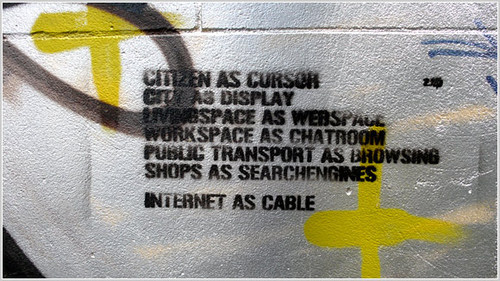 CITIZEN AS CURSOR
CITY AS DISPLAY
LIVINGSPACE AS WEBSPACE
WORKSPACE AS CHATROOM
PUBLIC TRANSPORT AS BROWSING
SHOPS AS SEARCHENGINES
INTERNET AS CABLE